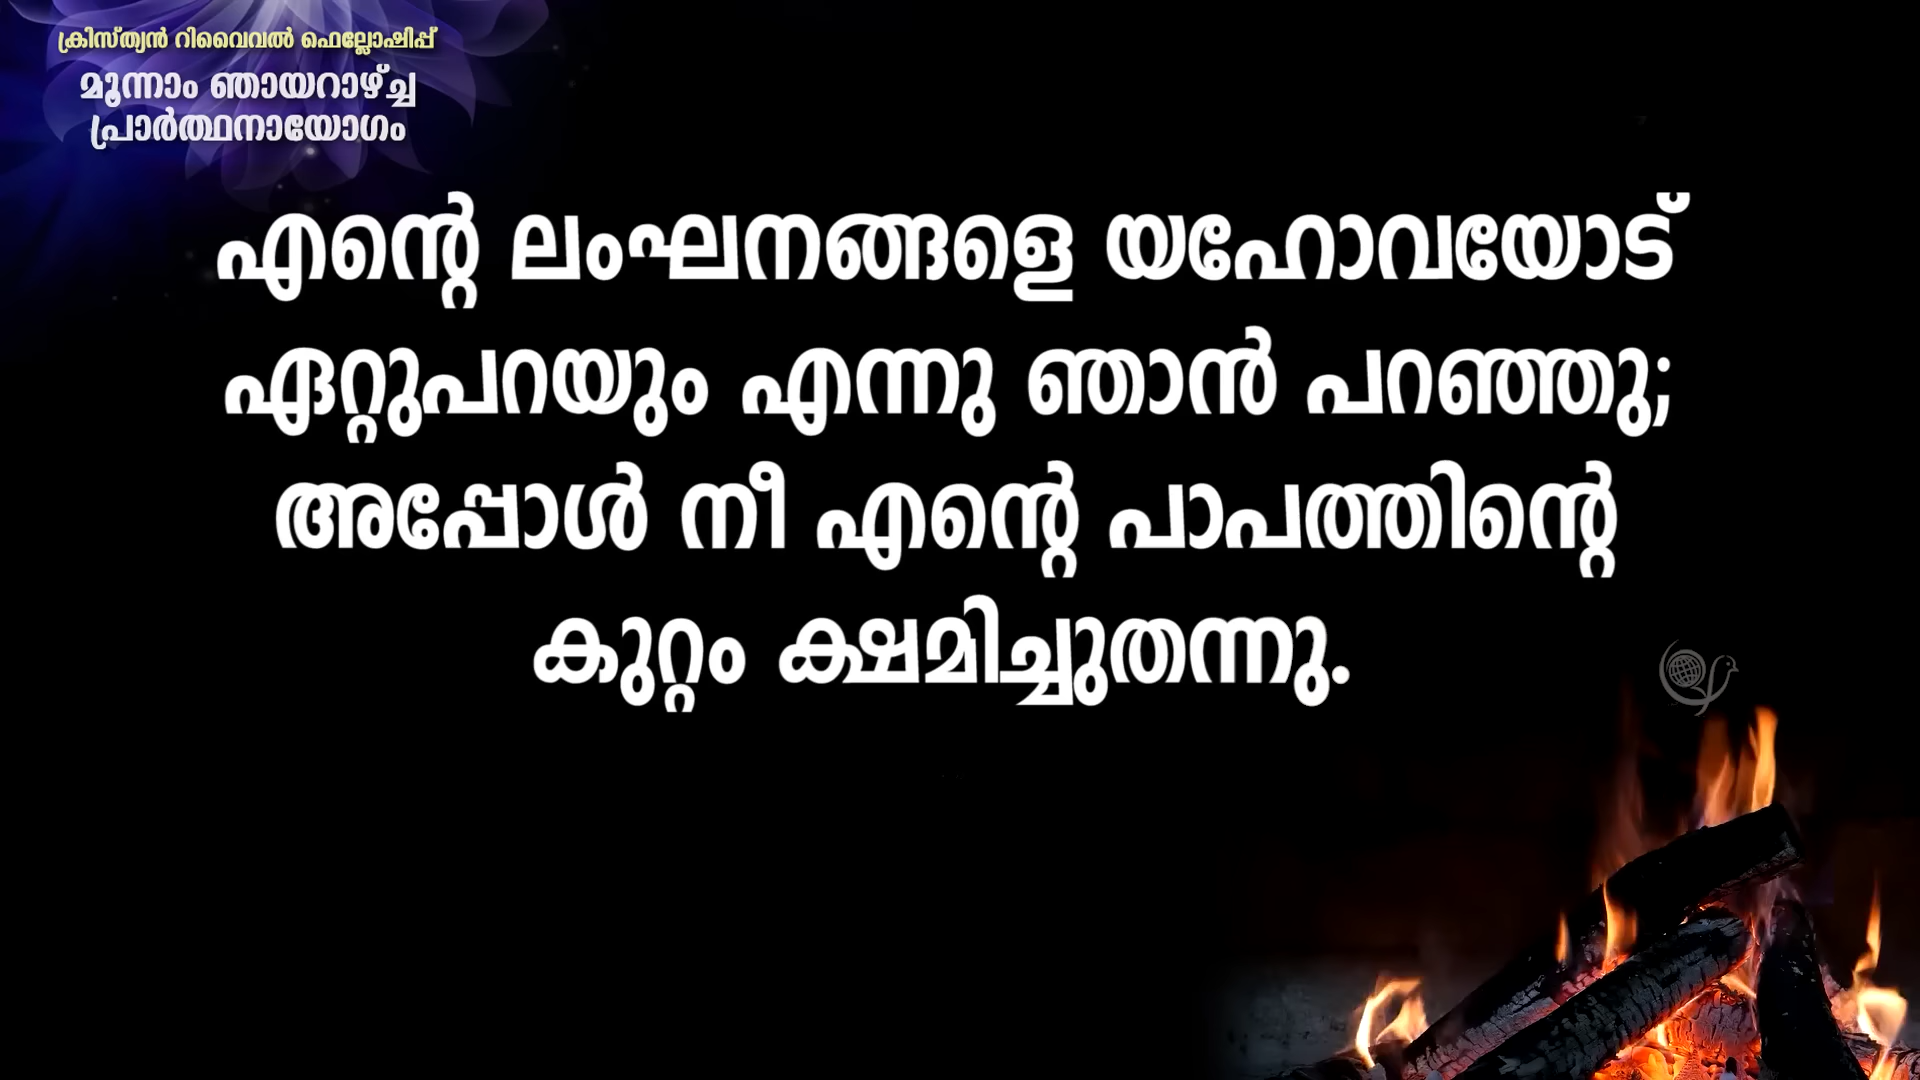 ക്രിസ്ത്യൻ റിവൈവൽ ഫെല്ലോഷിപ്പ്
മൂന്നാം ഞായറാഴ്ച്ച
പ്രാർത്ഥനായോഗം
എന്റെ ലംഘനങ്ങളെ യഹോവയോട്
ഏറ്റുപറയും എന്നു ഞാൻ പറഞ്ഞു;
അപ്പോൾ നീ എന്റെ പാപത്തിന്റെ
കുറ്റം ക്ഷമിച്ചുതന്നു.